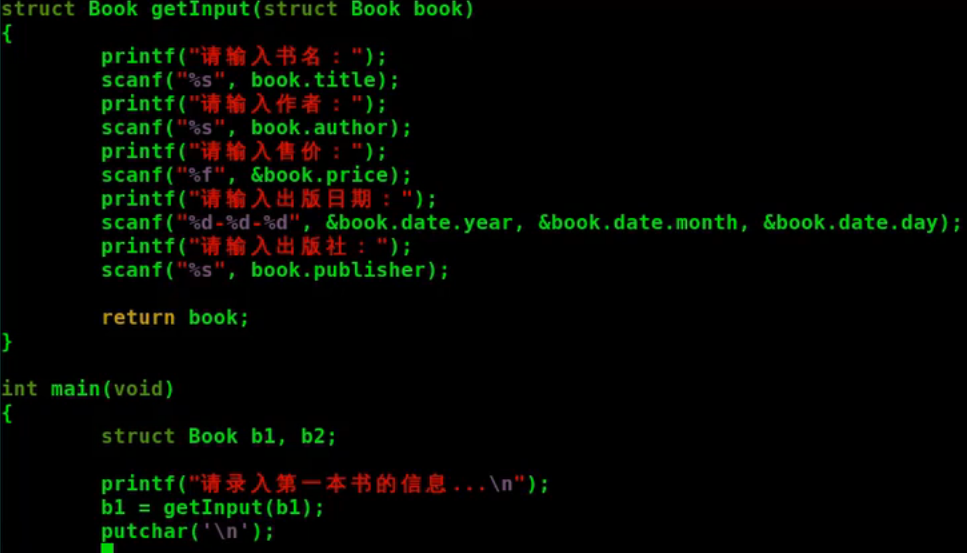 struct Book getInput(struct Book book)
{
        printf("请输入书名：");
        scanf("%s", book.title);
        printf("请输入作者：");
        scanf("%s", book.author);
        printf("请输入售价：");
        scanf("%f", &book.price);
        printf("请输入出版日期：");
        scanf("%d-%d-%d", &book.date.year, &book.date.month, &book.date.day);
        printf("请输入出版社：");
        scanf("%s", book.publisher);

        return book;
}

int main(void)
{
        struct Book b1, b2;

        printf("请录入第一本书的信息...\n");
        b1 = getInput(b1);
        putchar('\n');